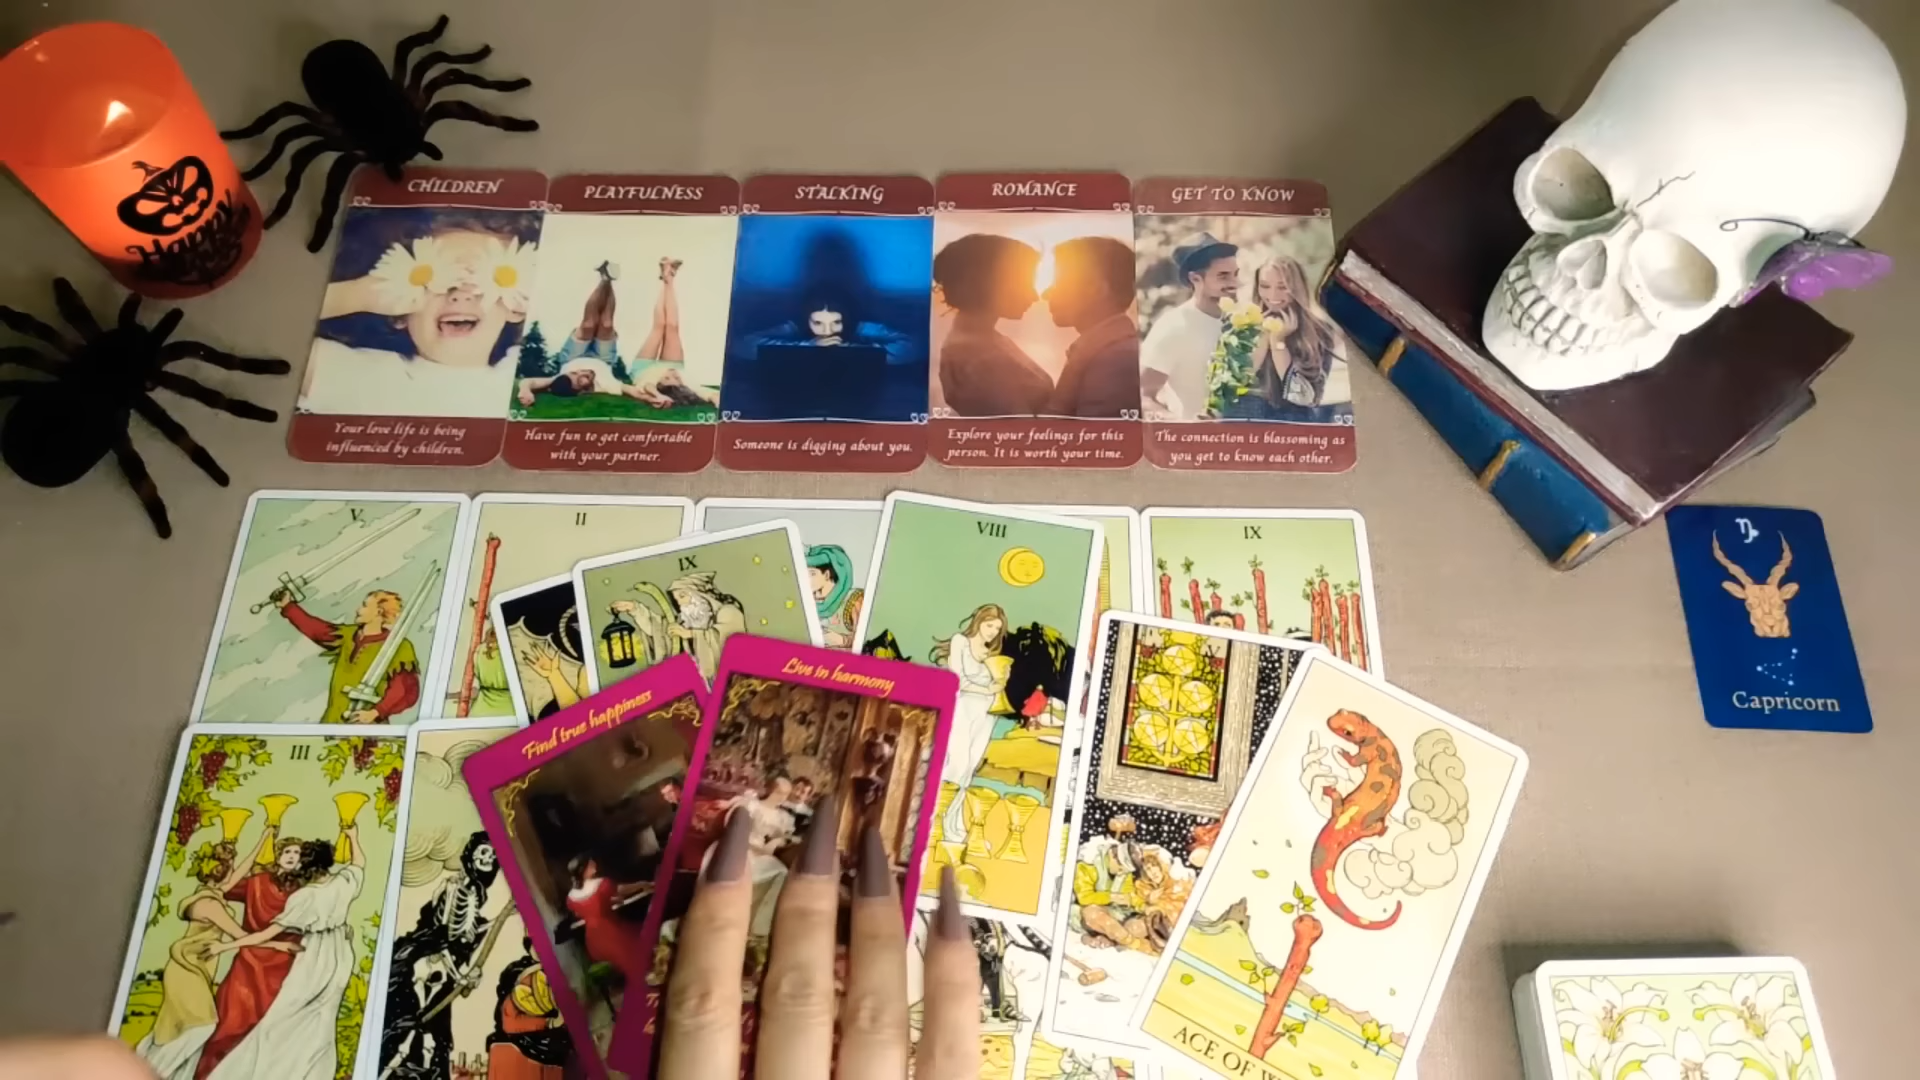 Happy
CHILDREN
PLAYFULNESS
STALKING
ROMANCE
GET TO KNOW
Your love life is being
influenced by children.
Have fun to get comfortable
with your partner.
Someone is digging about you.
Explore your feelings for this
person. It is worth your time.
The connection is blossoming as
you get to know each other.
V
II
IX
VIII
IX
Capricorn
III
Find true happiness
Live in harmony
ACE OF